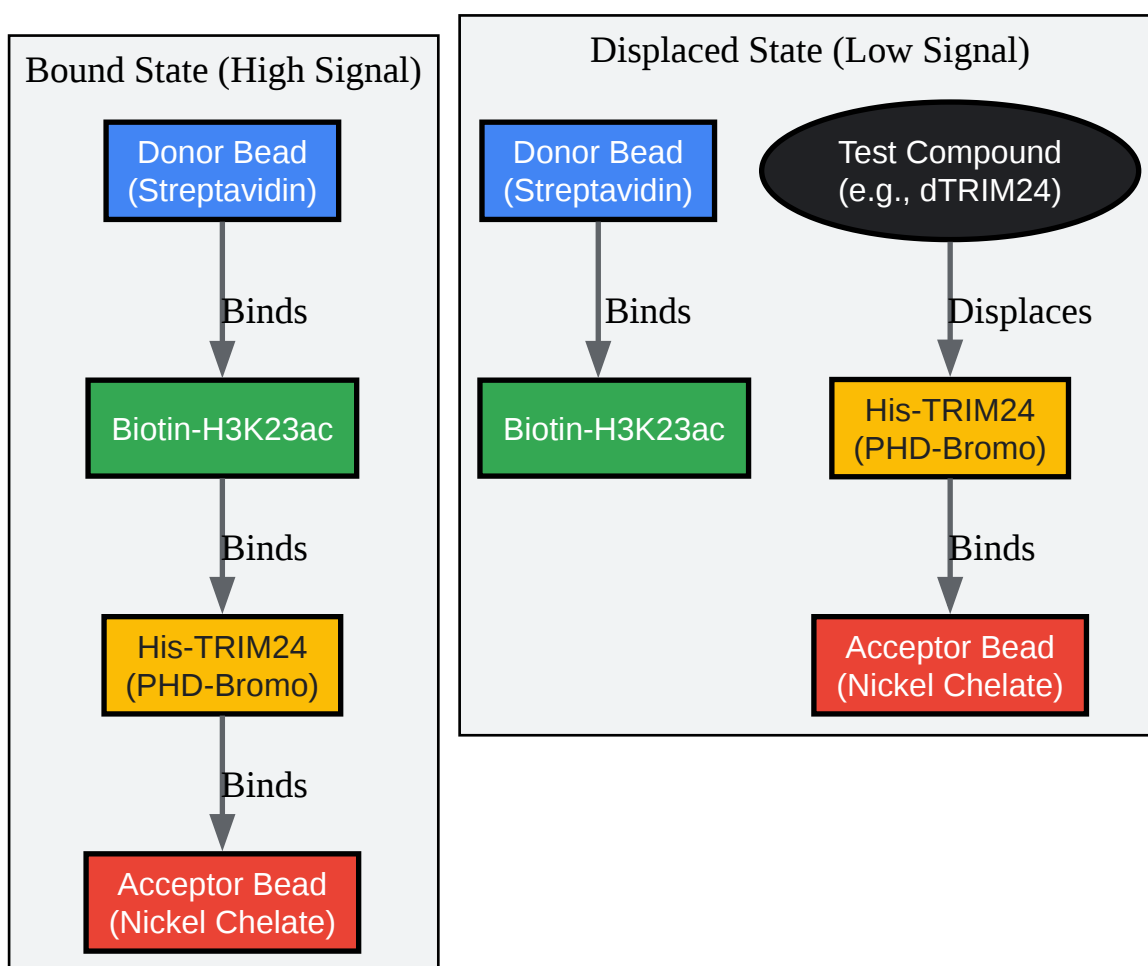 Bound State (High Signal)
Donor Bead
(Streptavidin)
Binds
Biotin-H3K23ac
Binds
His-TRIM24
(PHD-Bromo)
Binds
Acceptor Bead
(Nickel Chelate)
Displaced State (Low Signal)
Donor Bead
(Streptavidin)
Binds
Biotin-H3K23ac
Test Compound
(e.g., dTRIM24)
Displaces
His-TRIM24
(PHD-Bromo)
Binds
Acceptor Bead
(Nickel Chelate)